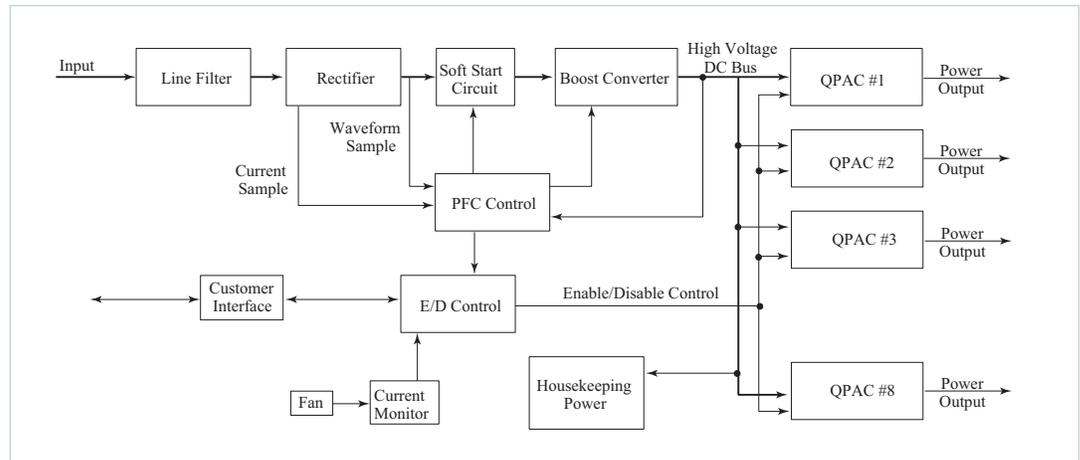 Input
Line Filter
Rectifier
Soft Start
Circuit
Boost Converter
High Voltage
DC Bus
QPAC #1
Power
Output
Waveform
Sample
Current
Sample
PFC Control
QPAC #2
Power
Output
QPAC #3
Power
Output
Customer
Interface
E/D Control
Enable/Disable Control
Fan
Current
Monitor
Housekeeping
Power
QPAC #8
Power
Output